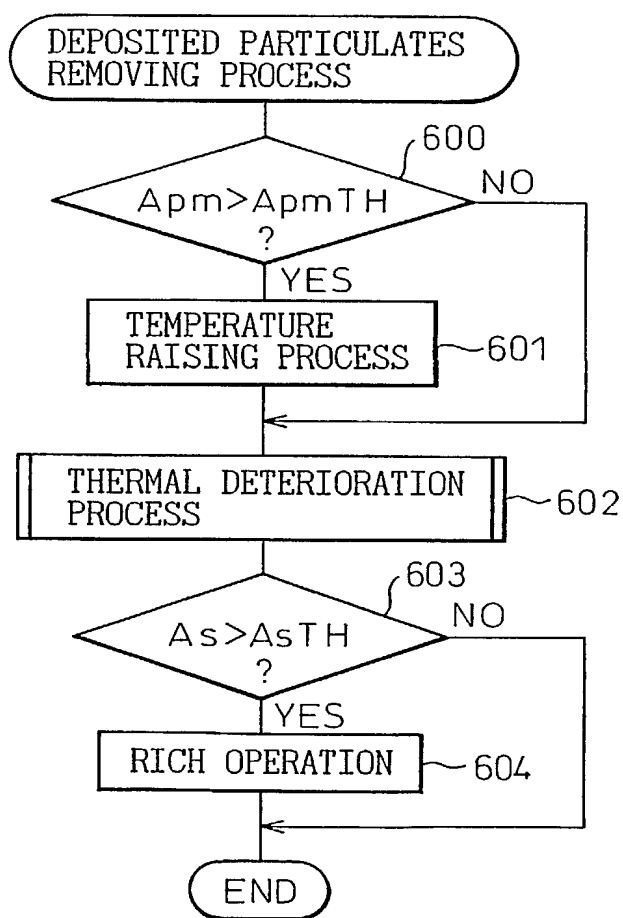 DEPOSITED PARTICULATES
REMOVING PROCESS
600
Apm>ApmTH
?
NO
YES
TEMPERATURE
RAISING PROCESS
601
THERMAL DETERIORATION
PROCESS
602
603
As>AsTH
?
NO
YES
RICH OPERATION
604
END